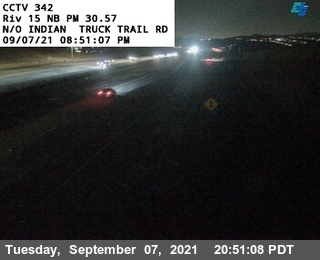 CCTV 342
Riv 15 NB PM 30.57
N/O INDIAN TRUCK TRAIL RD
09/07/21 08:51:07 PM
Tuesday, September 07, 2021 20:51:08 PDT